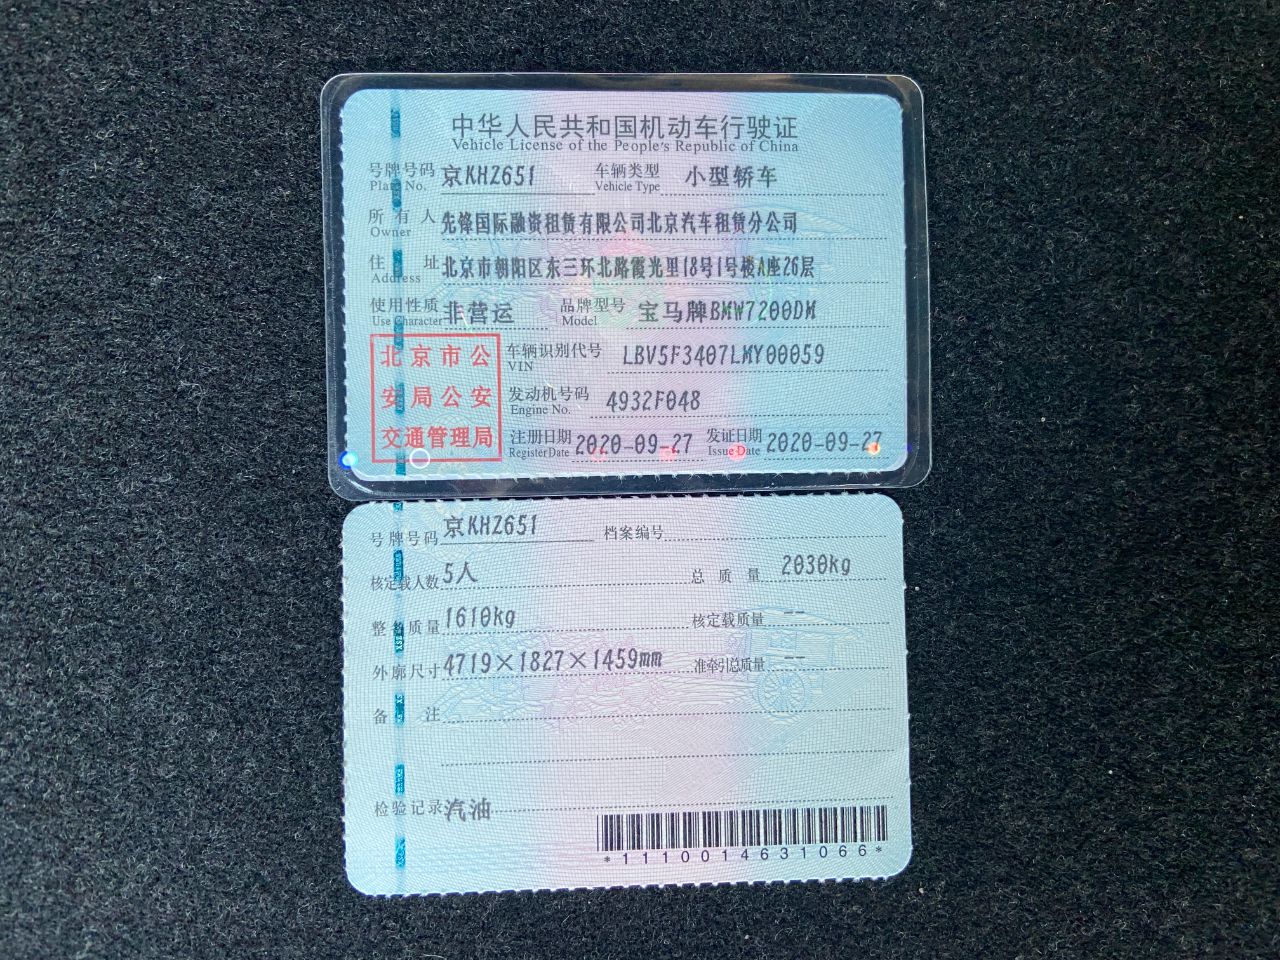 中华人民共和国机动车行驶证
Vehicle License of the People's Republic of China
号牌号码 京KHZ651 车辆类型 小型轿车
Plate No. Vehicle Type
所有人 先锋国际融资租赁有限公司北京汽车租赁分公司
Owner
住址 北京市朝阳区东三环北路霞光里18号1号楼A座26层
Address
使用性质 非营运 品牌型号 宝马牌BMW7200DM
Use Character Model
北京市公
安局公安
交通管理局
车辆识别代号 LBV5F3407LMY00059
VIN
发动机号码 4932F048
Engine No.
注册日期 2020-09-27 发证日期 2020-09-27
Register Date Issue Date
号牌号码 京KHZ651 档案编号
核定载人数 5人 总质量 2030kg
整备质量 1610kg 核定载质量 --
外廓尺寸 4719×1827×1459mm 准牵引总质量 --
备注
检验记录 汽油
*1110014631066*